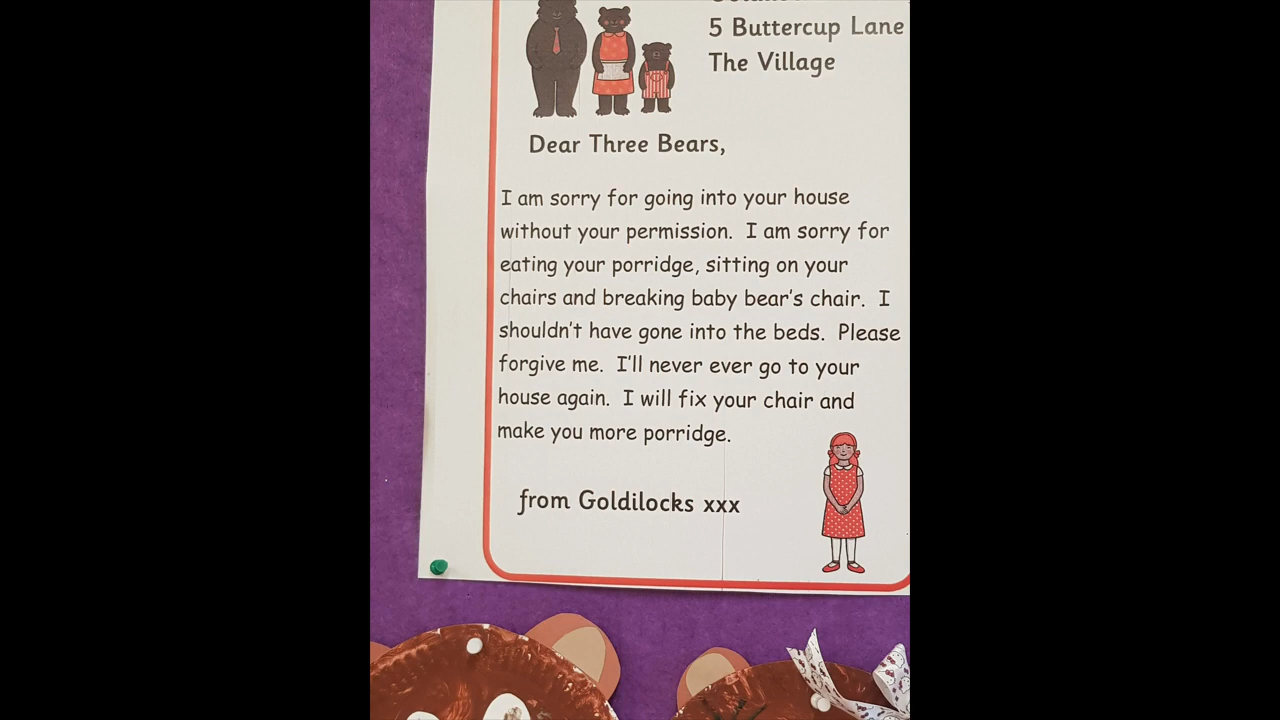 5 Buttercup Lane
The Village
Dear Three Bears,
I am sorry for going into your house
without your permission.  I am sorry for
eating your porridge, sitting on your
chairs and breaking baby bear's chair.  I
shouldn't have gone into the beds.  Please
forgive me.  I'll never ever go to your
house again.  I will fix your chair and
make you more porridge.
from Goldilocks xxx